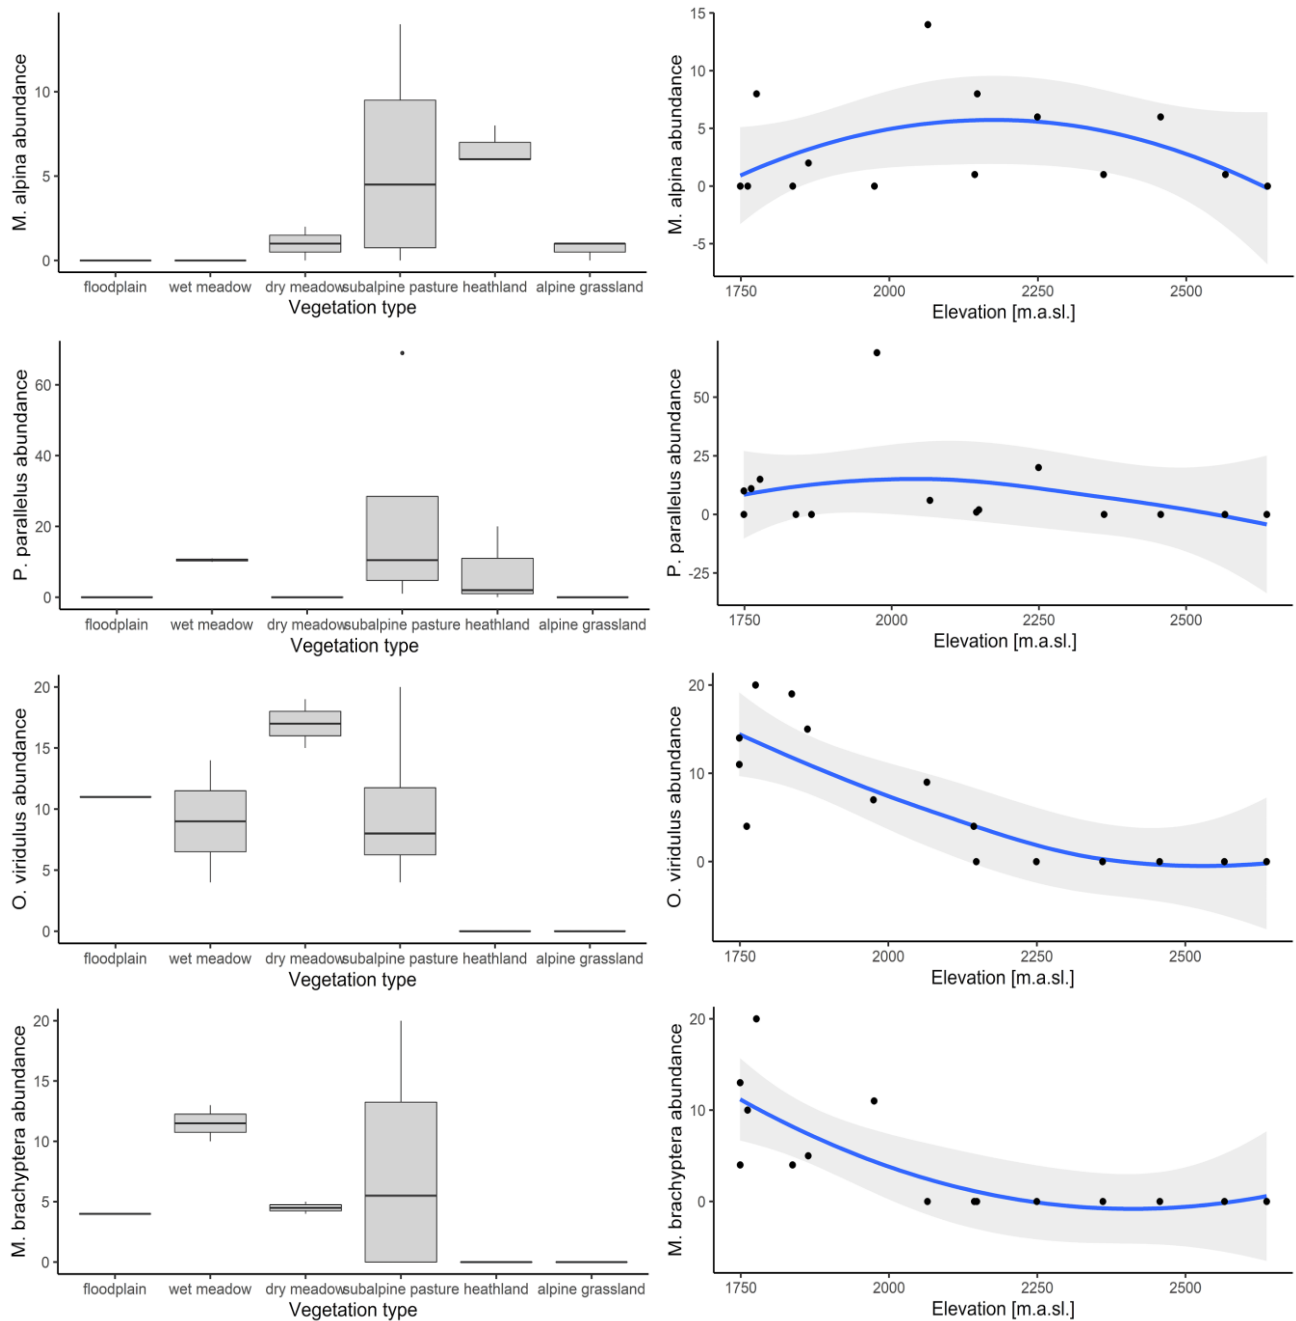 M. alpina abundance
10
5
0
floodplain wet meadow dry meadow subalpine pasture heathland alpine grassland
Vegetation type
M. alpina abundance
15
10
5
0
-5
1750 2000 2250 2500
Elevation [m.a.sl.]
P. parallelus abundance
60
40
20
0
floodplain wet meadow dry meadow subalpine pasture heathland alpine grassland
Vegetation type
P. parallelus abundance
50
25
0
-25
1750 2000 2250 2500
Elevation [m.a.sl.]
O. viridulus abundance
20
15
10
5
0
floodplain wet meadow dry meadow subalpine pasture heathland alpine grassland
Vegetation type
O. viridulus abundance
20
10
0
1750 2000 2250 2500
Elevation [m.a.sl.]
M. brachyptera abundance
20
15
10
5
0
floodplain wet meadow dry meadow subalpine pasture heathland alpine grassland
Vegetation type
M. brachyptera abundance
20
10
0
1750 2000 2250 2500
Elevation [m.a.sl.]